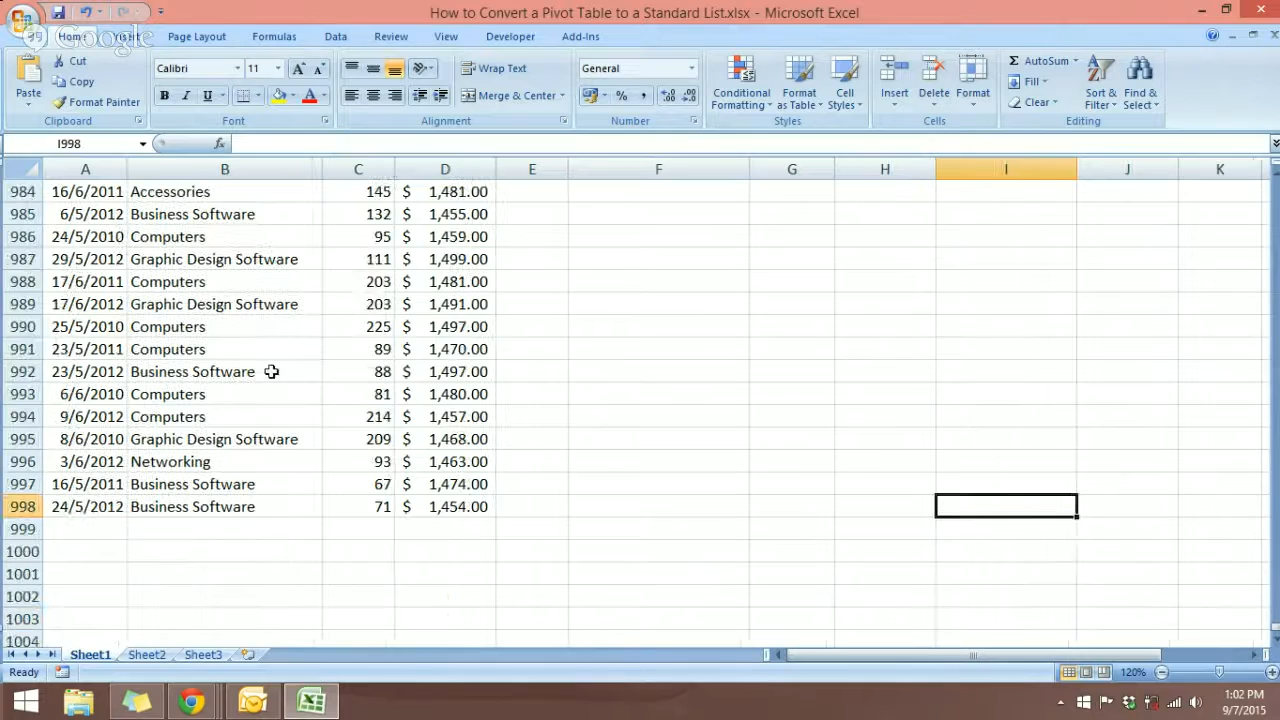 How to Convert a Pivot Table to a Standard List.xlsx - Microsoft Excel
Google
Home Insert Page Layout Formulas Data Review View Developer Add-Ins
Paste
Cut
Copy
Format Painter
Clipboard
Calibri 11
B I U
Font
Wrap Text
Merge & Center
Alignment
General
$ % ,
Number
Conditional Formatting
Format as Table
Cell Styles
Styles
Insert Delete Format
Cells
Σ AutoSum
Fill
Clear
Sort & Filter
Find & Select
Editing
I998 fx
A B C D E F G H I J K
984 16/6/2011 Accessories 145 $ 1,481.00
985 6/5/2012 Business Software 132 $ 1,455.00
986 24/5/2010 Computers 95 $ 1,459.00
987 29/5/2012 Graphic Design Software 111 $ 1,499.00
988 17/6/2011 Computers 203 $ 1,481.00
989 17/6/2012 Graphic Design Software 203 $ 1,491.00
990 25/5/2010 Computers 225 $ 1,497.00
991 23/5/2011 Computers 89 $ 1,470.00
992 23/5/2012 Business Software 88 $ 1,497.00
993 6/6/2010 Computers 81 $ 1,480.00
994 9/6/2012 Computers 214 $ 1,457.00
995 8/6/2010 Graphic Design Software 209 $ 1,468.00
996 3/6/2012 Networking 93 $ 1,463.00
997 16/5/2011 Business Software 67 $ 1,474.00
998 24/5/2012 Business Software 71 $ 1,454.00
999
1000
1001
1002
1003
1004
Sheet1 Sheet2 Sheet3
Ready 120%
1:02 PM
9/7/2015